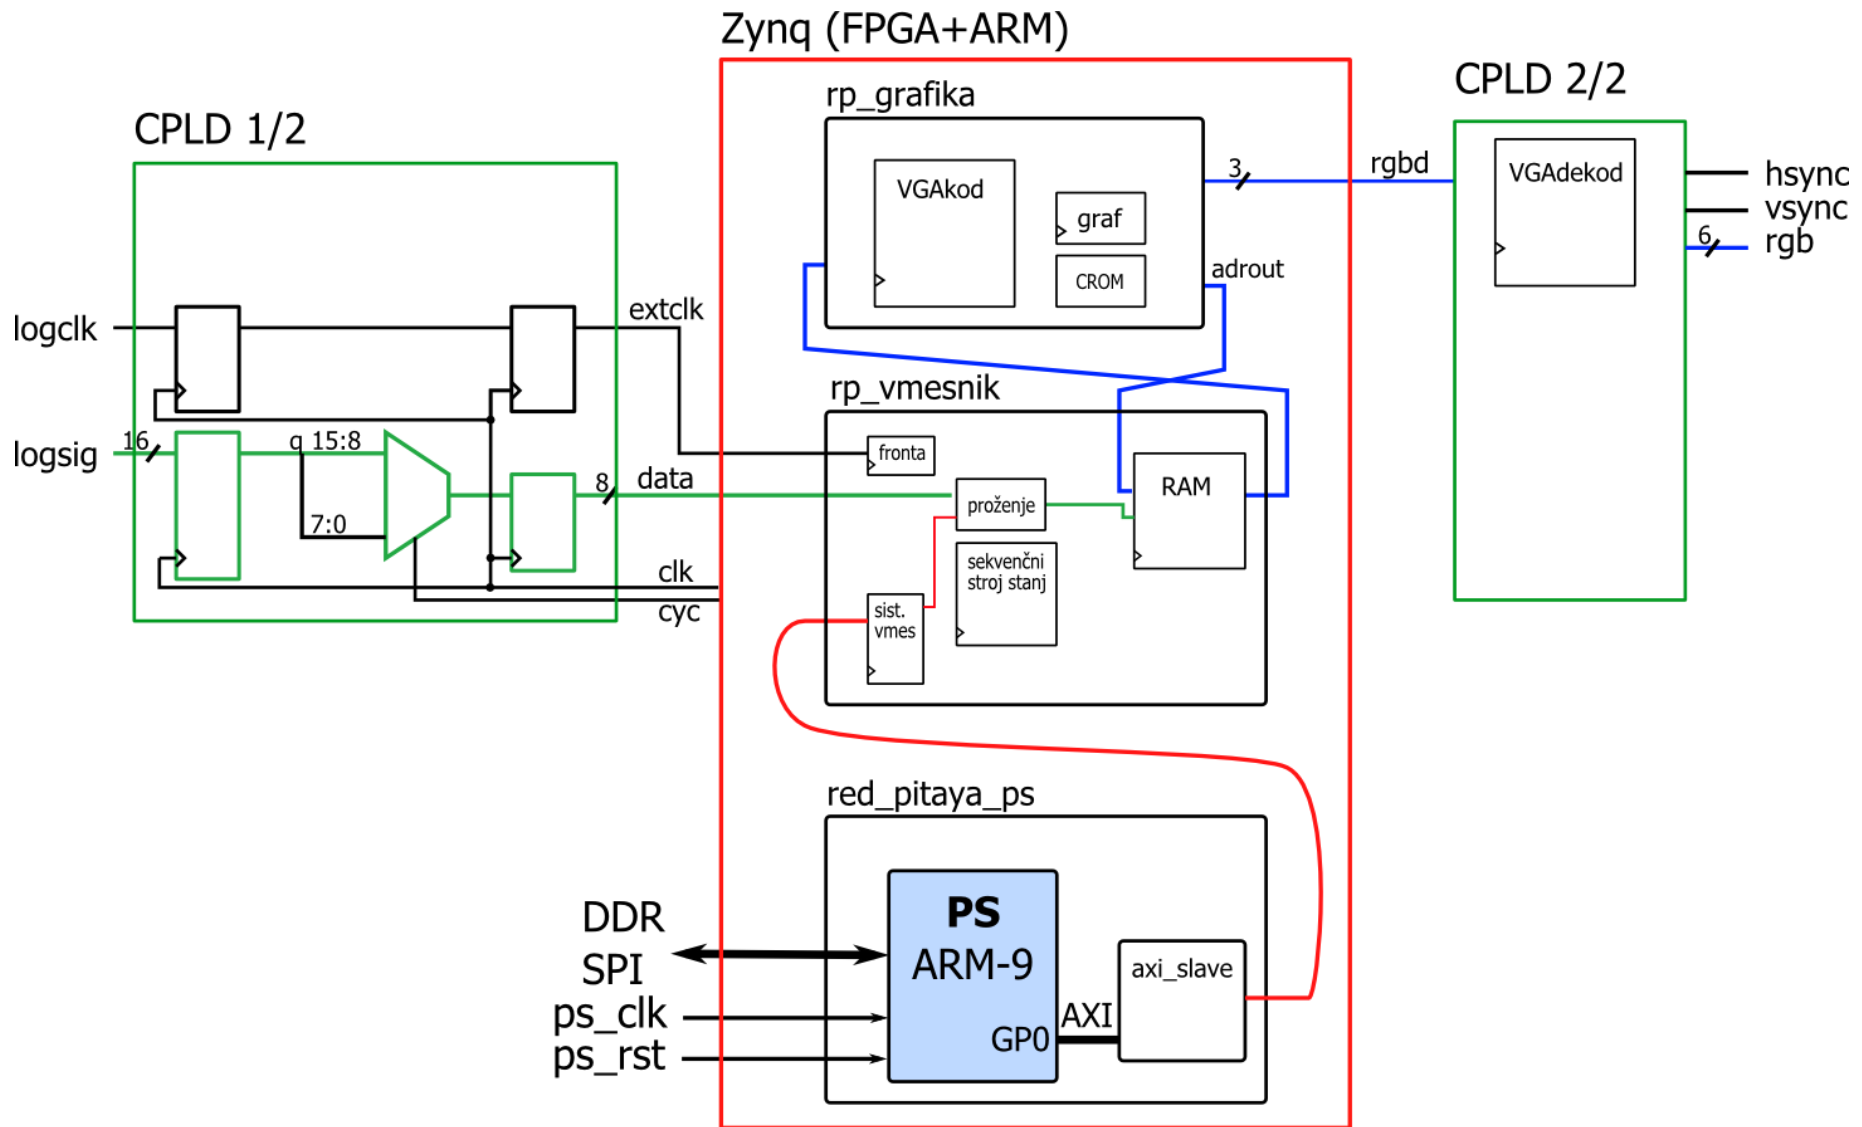 Zynq (FPGA+ARM)
CPLD 1/2
CPLD 2/2
rp_grafika
VGAkod
graf
CROM
3
rgbd
adrout
VGAdekod
hsync
vsync
6
rgb
logclk
extclk
logsig
16
q 15:8
7:0
8
data
clk
cyc
rp_vmesnik
fronta
proženje
RAM
sekvenčni
stroj stanj
sist.
vmes
red_pitaya_ps
DDR
SPI
ps_clk
ps_rst
PS
ARM-9
GP0
AXI
axi_slave